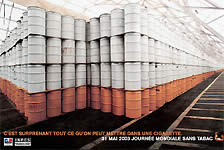 C'EST SURPRENANT TOUT CE QU'ON PEUT METTRE DANS UNE CIGARETTE.
31 MAI 2003 JOURNÉE MONDIALE SANS TABAC